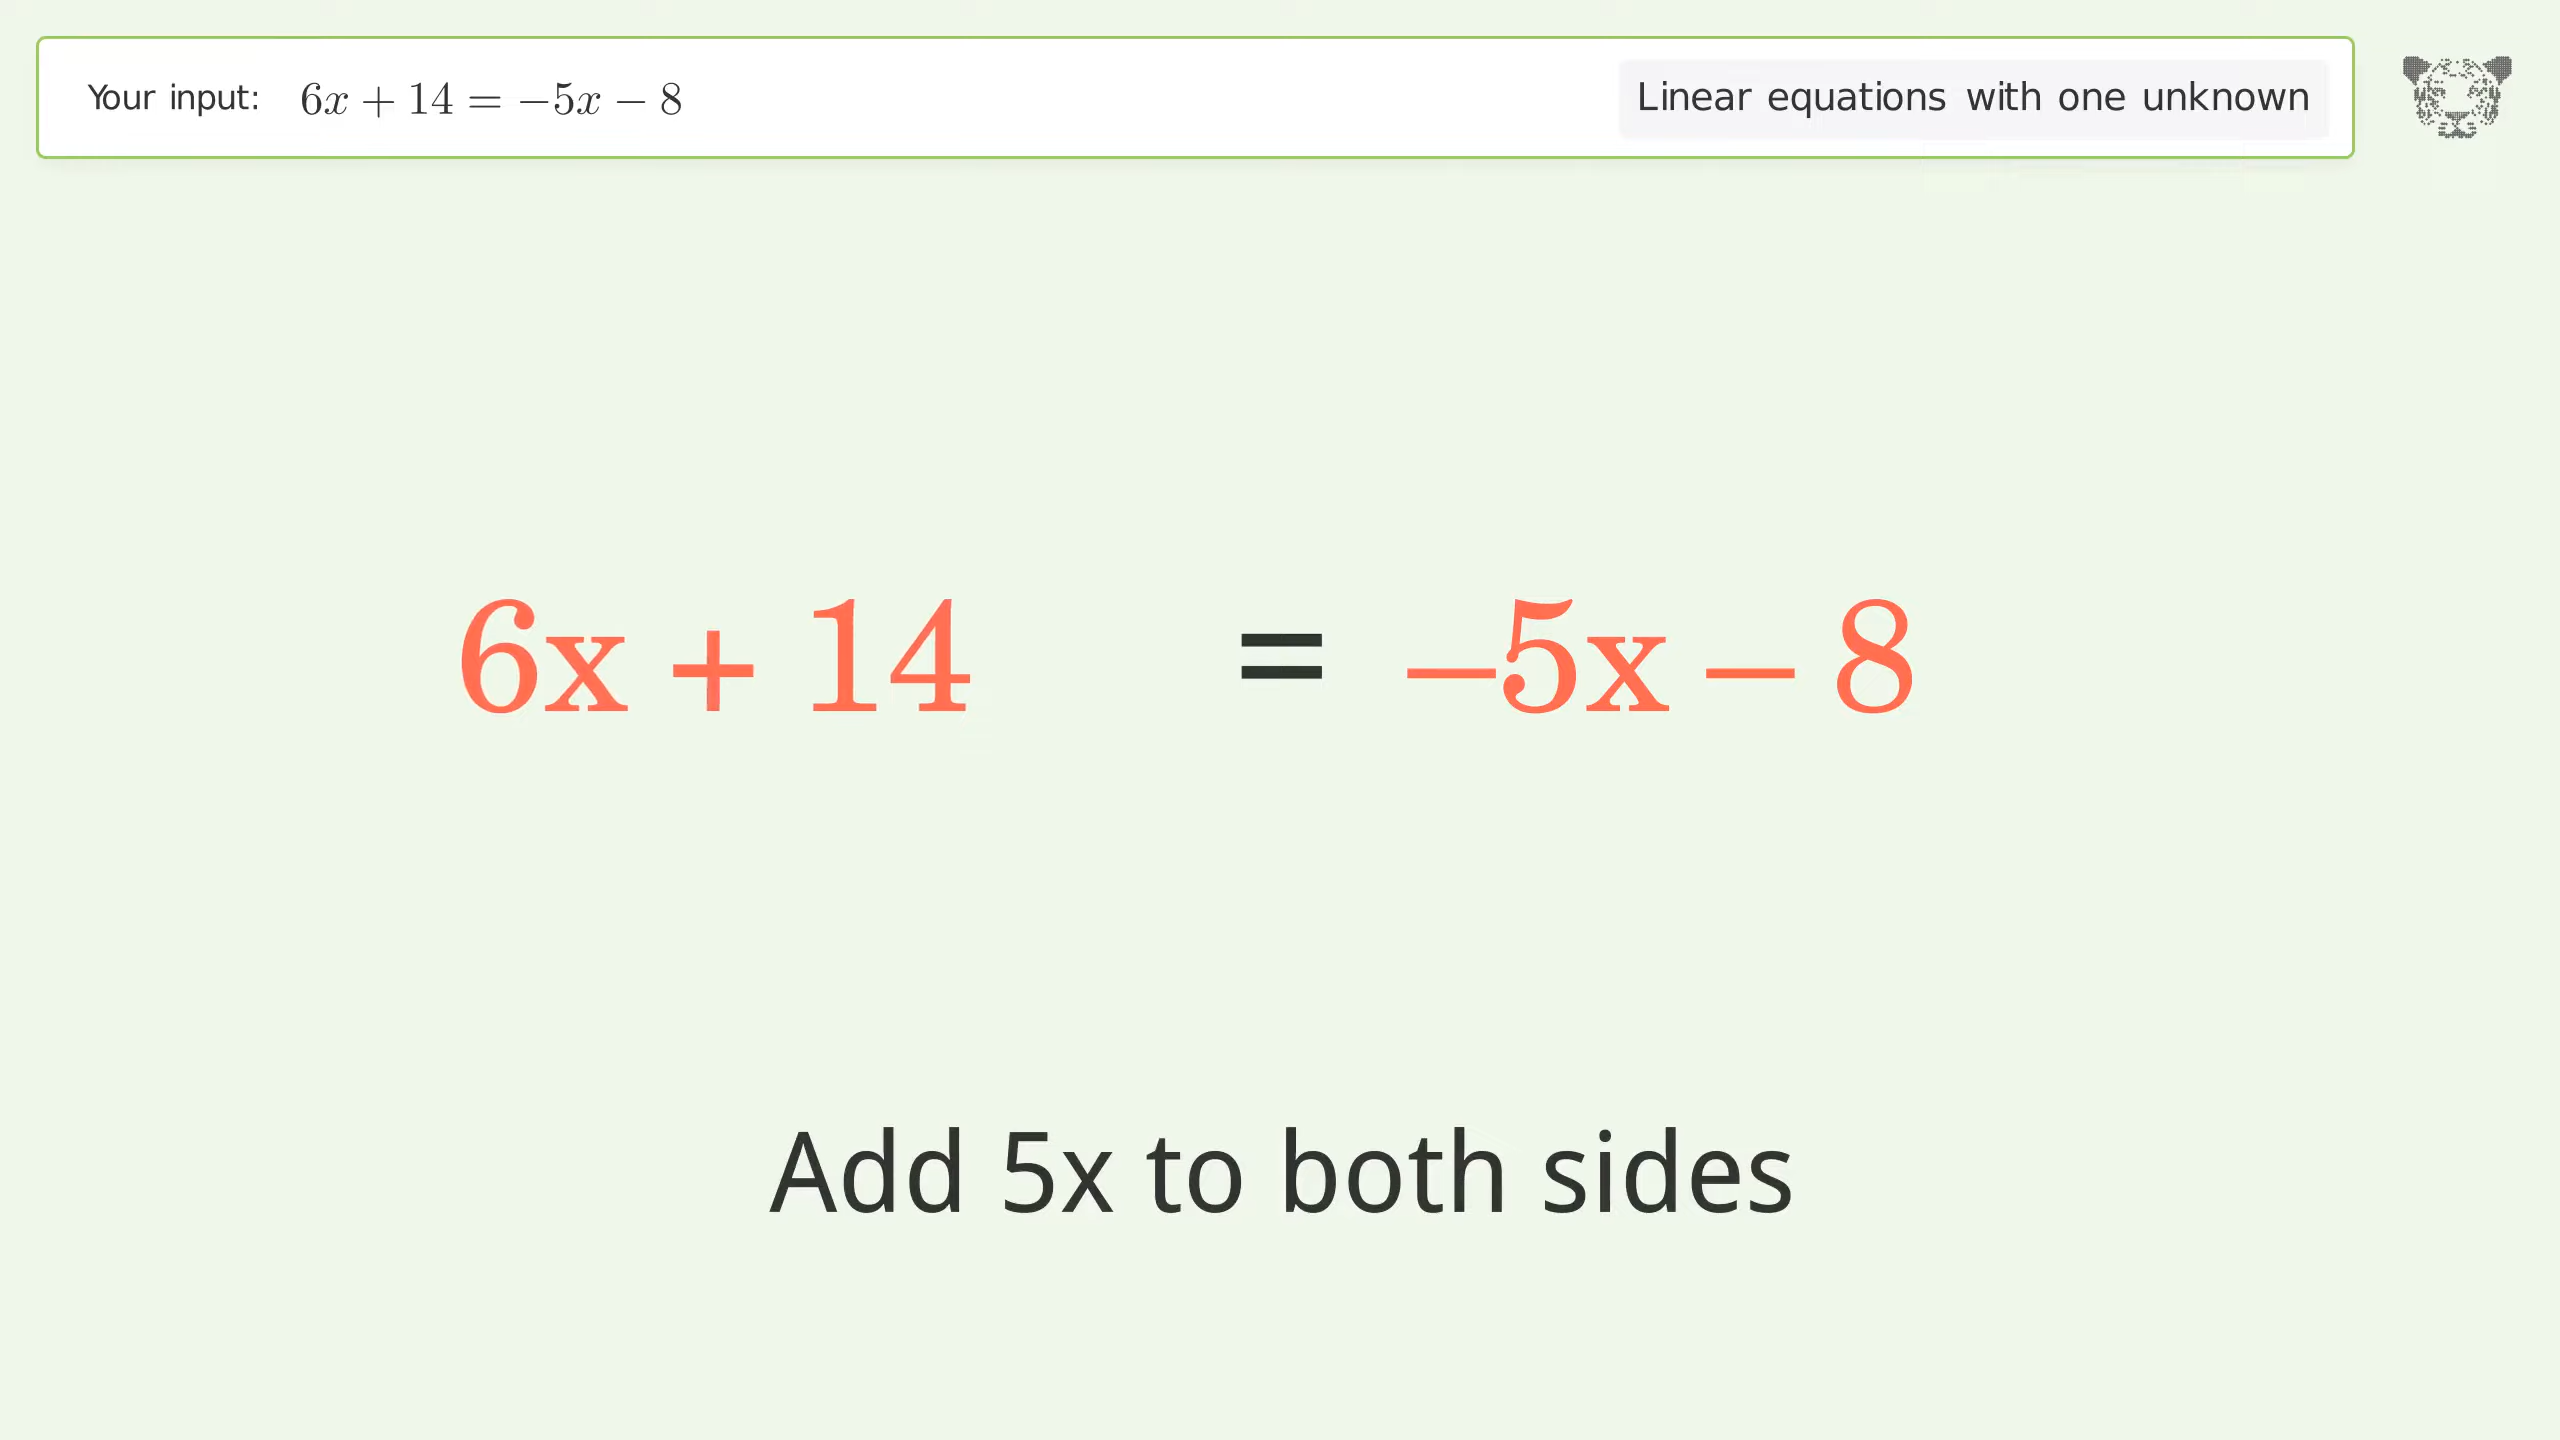 Your input: 6x + 14 = −5x − 8
Linear equations with one unknown
6x + 14 = −5x − 8
Add 5x to both sides